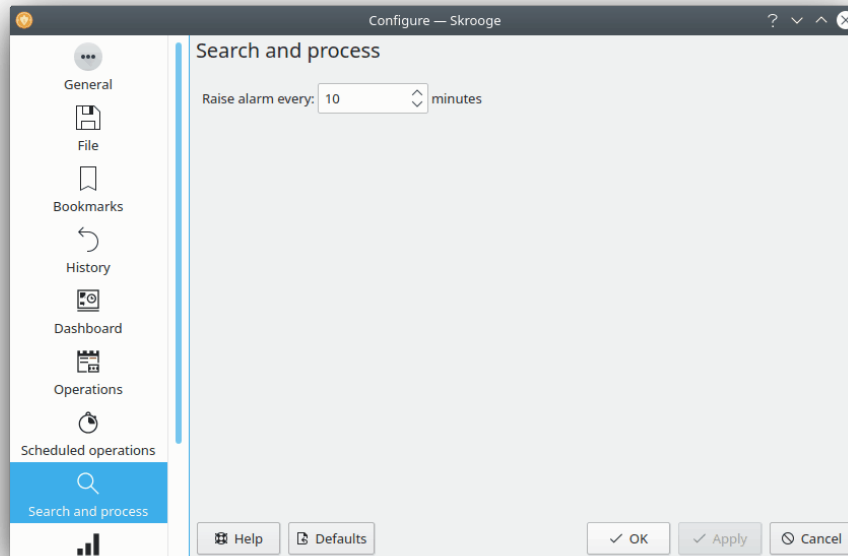 Configure — Skrooge
General
File
Bookmarks
History
Dashboard
Operations
Scheduled operations
Search and process
Search and process
Raise alarm every: 10 minutes
Help
Defaults
OK
Apply
Cancel